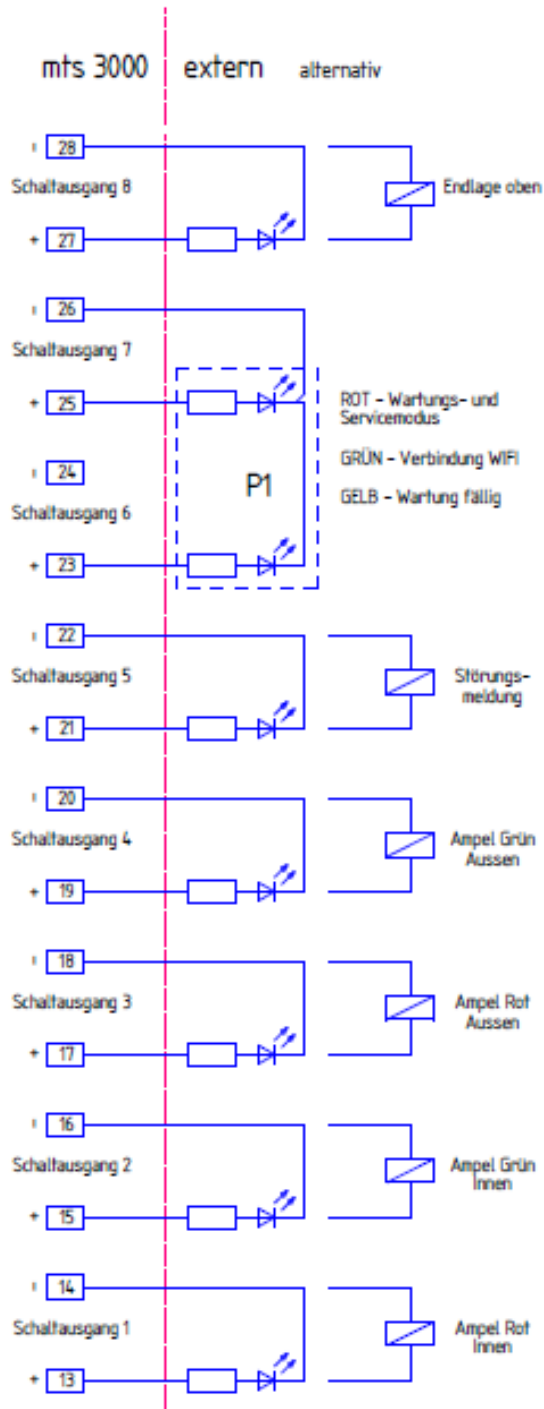 mts 3000 extern alternativ
- 28
Schaltausgang 8 Endlage oben
+ 27
- 26
Schaltausgang 7
+ 25 ROT - Wartungs- und
Servicemodus
- 24 P1 GRÜN - Verbindung WIFI
GELB - Wartung fällig
Schaltausgang 6
+ 23
- 22
Schaltausgang 5 Störungs-
meldung
+ 21
- 20
Schaltausgang 4 Ampel Grün
Aussen
+ 19
- 18
Schaltausgang 3 Ampel Rot
Aussen
+ 17
- 16
Schaltausgang 2 Ampel Grün
Innen
+ 15
- 14
Schaltausgang 1 Ampel Rot
Innen
+ 13